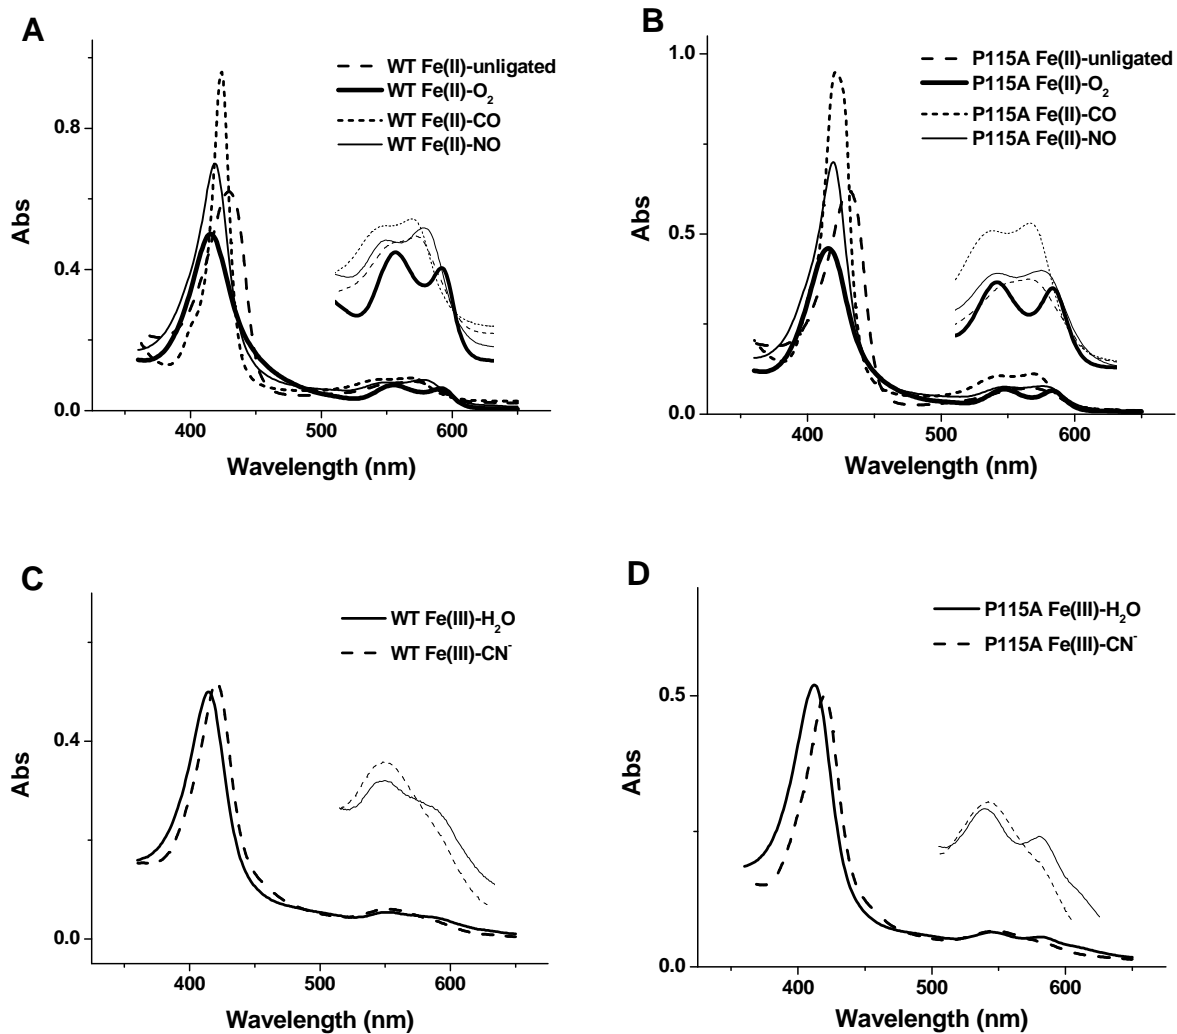 A
WT Fe(II)-unligated
WT Fe(II)-O₂
WT Fe(II)-CO
WT Fe(II)-NO
Abs
0.8
0.4
0.0
400 500 600
Wavelength (nm)
B
P115A Fe(II)-unligated
P115A Fe(II)-O₂
P115A Fe(II)-CO
P115A Fe(II)-NO
Abs
1.0
0.5
0.0
400 500 600
Wavelength (nm)
C
WT Fe(III)-H₂O
WT Fe(III)-CN⁻
Abs
0.4
0.0
400 500 600
Wavelength (nm)
D
P115A Fe(III)-H₂O
P115A Fe(III)-CN⁻
Abs
0.5
0.0
400 500 600
Wavelength (nm)